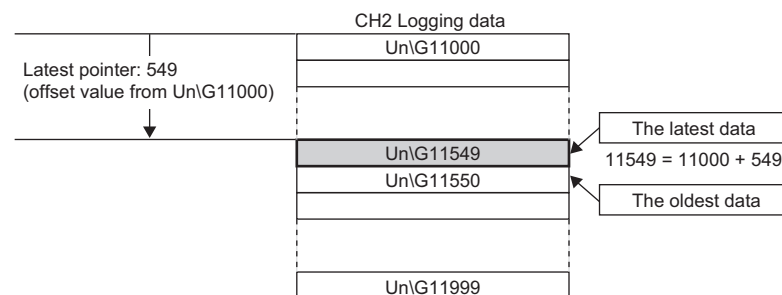 CH2 Logging data
Un\G11000
Latest pointer: 549
(offset value from Un\G11000)
The latest data
Un\G11549
11549 = 11000 + 549
Un\G11550
The oldest data
Un\G11999